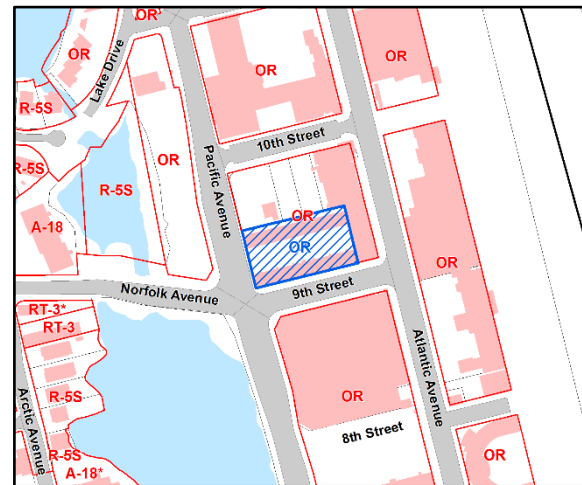 OR
OR
Lake Drive
OR
OR
R-5S
Pacific Avenue
10th Street
R-5S
OR
R-5S
OR
A-18
OR
OR
Norfolk Avenue
9th Street
RT-3*
RT-3
Atlantic Avenue
Arctic Avenue
R-5S
OR
8th Street
R-5S
A-18*
OR